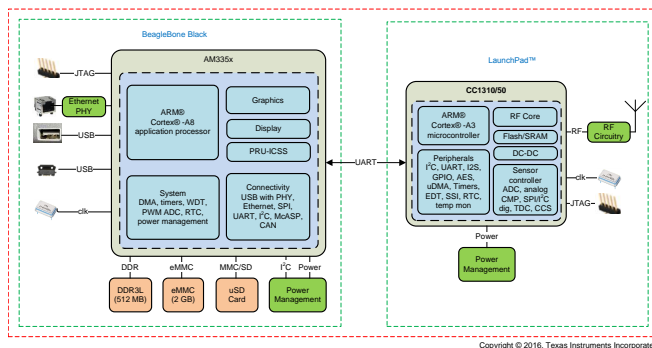 BeagleBone Black
LaunchPad™
AM335x
JTAG
Ethernet
PHY
USB
USB
clk
ARM®
Cortex® -A8
application processor
Graphics
Display
PRU-ICSS
System
DMA, timers, WDT,
PWM ADC, RTC,
power management
Connectivity
USB with PHY,
Ethernet, SPI,
UART, I²C, McASP,
CAN
UART
CC1310/50
ARM®
Cortex® -A3
microcontroller
RF Core
Flash/SRAM
DC-DC
Peripherals
I²C, UART, I2S,
GPIO, AES,
uDMA, Timers,
EDT, SSI, RTC,
temp mon
Sensor
controller
ADC, analog
CMP, SPI/I²C
dig, TDC, CCS
RF
RF
Circuitry
clk
JTAG
Power
Power
Management
DDR
eMMC
MMC/SD
I²C
Power
DDR3L
(512 MB)
eMMC
(2 GB)
uSD
Card
Power
Management
Copyright © 2016, Texas Instruments Incorporate